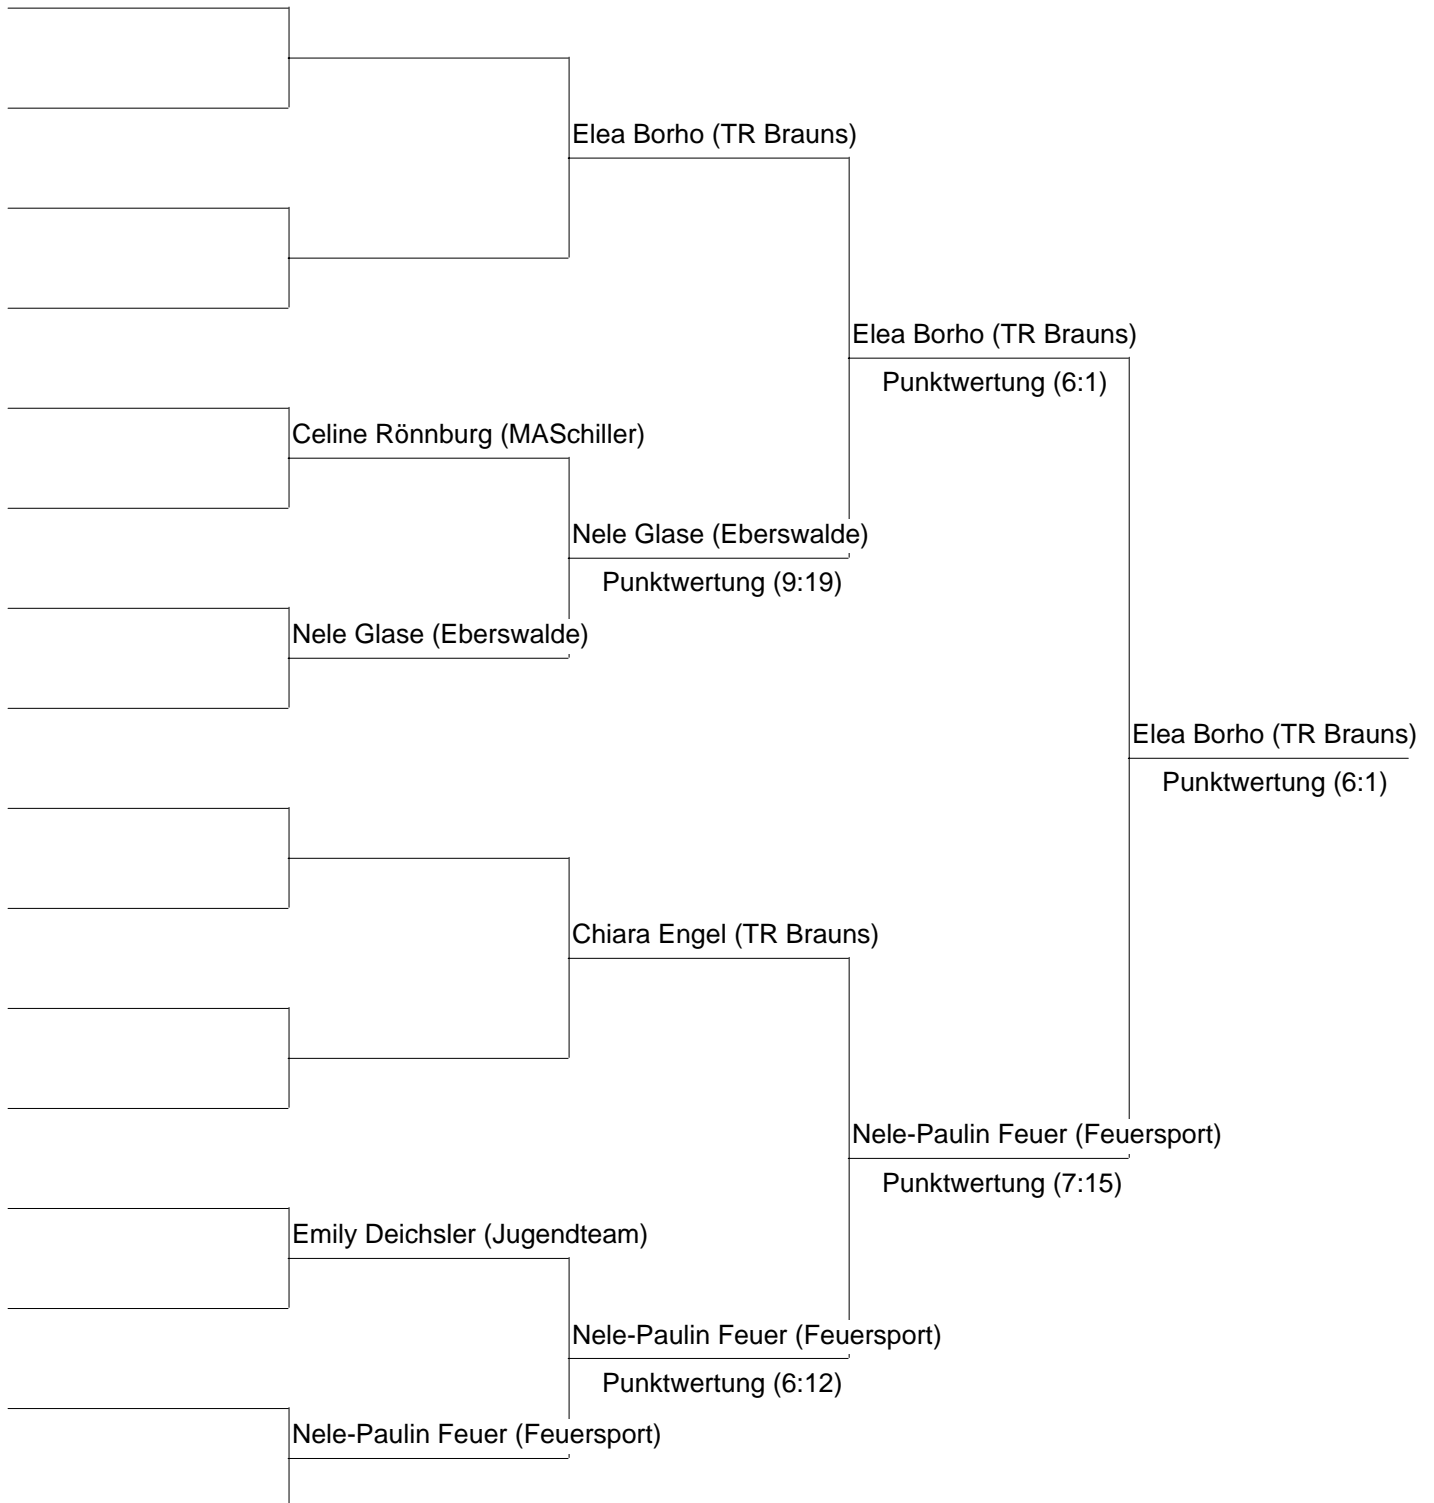 Elea Borho (TR Brauns)
Elea Borho (TR Brauns)
Punktwertung (6:1)
Celine Rönnburg (MASchiller)
Nele Glase (Eberswalde)
Punktwertung (9:19)
Nele Glase (Eberswalde)
Elea Borho (TR Brauns)
Punktwertung (6:1)
Chiara Engel (TR Brauns)
Nele-Paulin Feuer (Feuersport)
Punktwertung (7:15)
Emily Deichsler (Jugendteam)
Nele-Paulin Feuer (Feuersport)
Punktwertung (6:12)
Nele-Paulin Feuer (Feuersport)